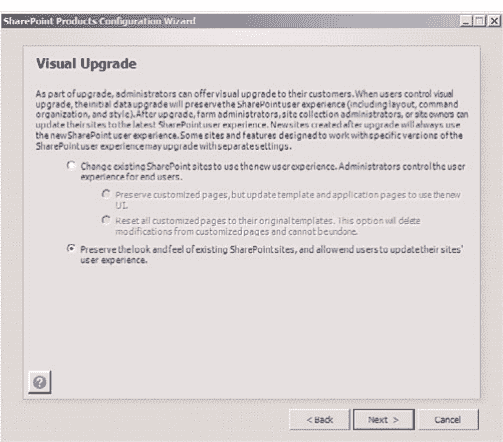 SharePoint Products Configuration Wizard
Visual Upgrade
As part of upgrade, administrators can offer visual upgrade to their customers. When users control visual
upgrade, the initial data upgrade will preserve the SharePoint user experience (including layout, command
organization, and style). After upgrade, farm administrators, site collection administrators, or site owners can
update their sites to the latest SharePoint user experience. New sites created after upgrade will always use
the new SharePoint user experience. Some sites and features designed to work with specific versions of the
SharePoint user experience may upgrade with separate settings.
Change existing SharePoint sites to use the new user experience. Administrators control the user
experience for end users.
Preserve customized pages, but update template and application pages to use the new
UI.
Reset all customized pages to their original templates. This option will delete
modifications from customized pages and cannot be undone.
Preserve the look and feel of existing SharePoint sites, and allow end users to update their sites'
user experience.
?
< Back Next > Cancel